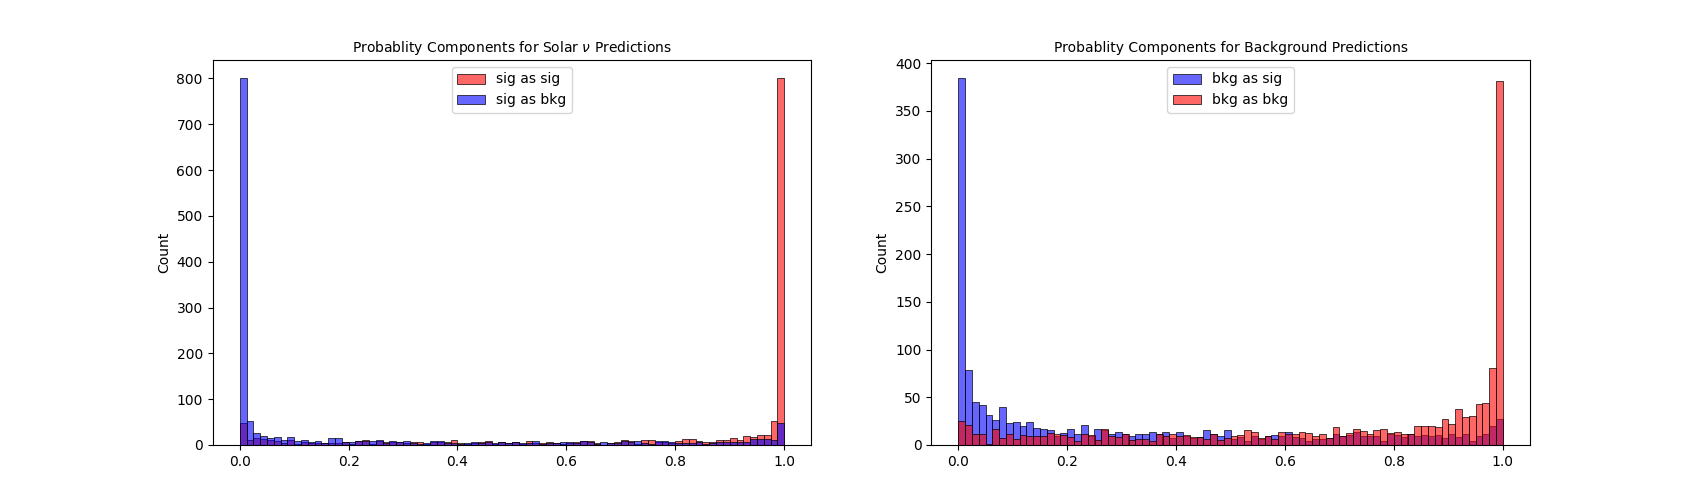 Probablity Components for Solar ν Predictions
sig as sig
sig as bkg
800
700
600
500
400
300
200
100
0
Count
0.0 0.2 0.4 0.6 0.8 1.0
Probablity Components for Background Predictions
bkg as sig
bkg as bkg
400
350
300
250
200
150
100
50
0
Count
0.0 0.2 0.4 0.6 0.8 1.0